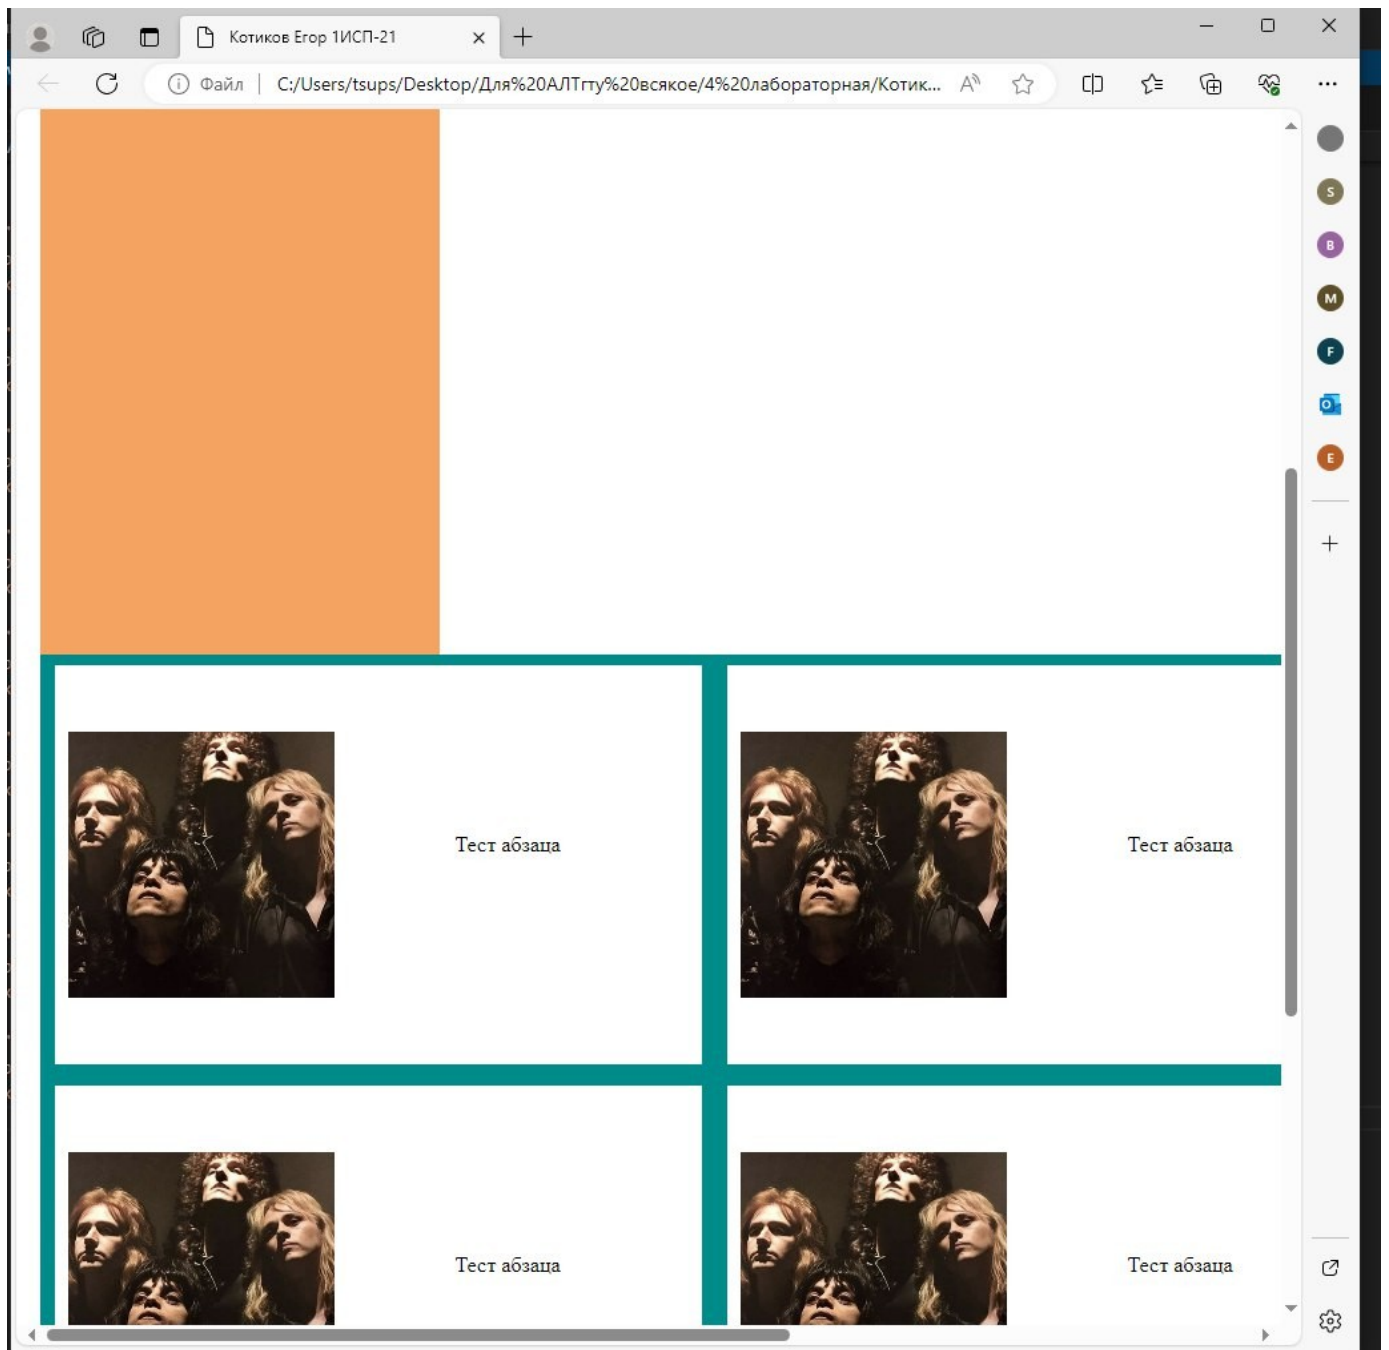 Котиков Егор 1ИСП-21
Файл | C:/Users/tsups/Desktop/Для%20АЛТгту%20всякое/4%20лабораторная/Котик...
S
B
M
F
E
Тест абзаца
Тест абзаца
Тест абзаца
Тест абзаца